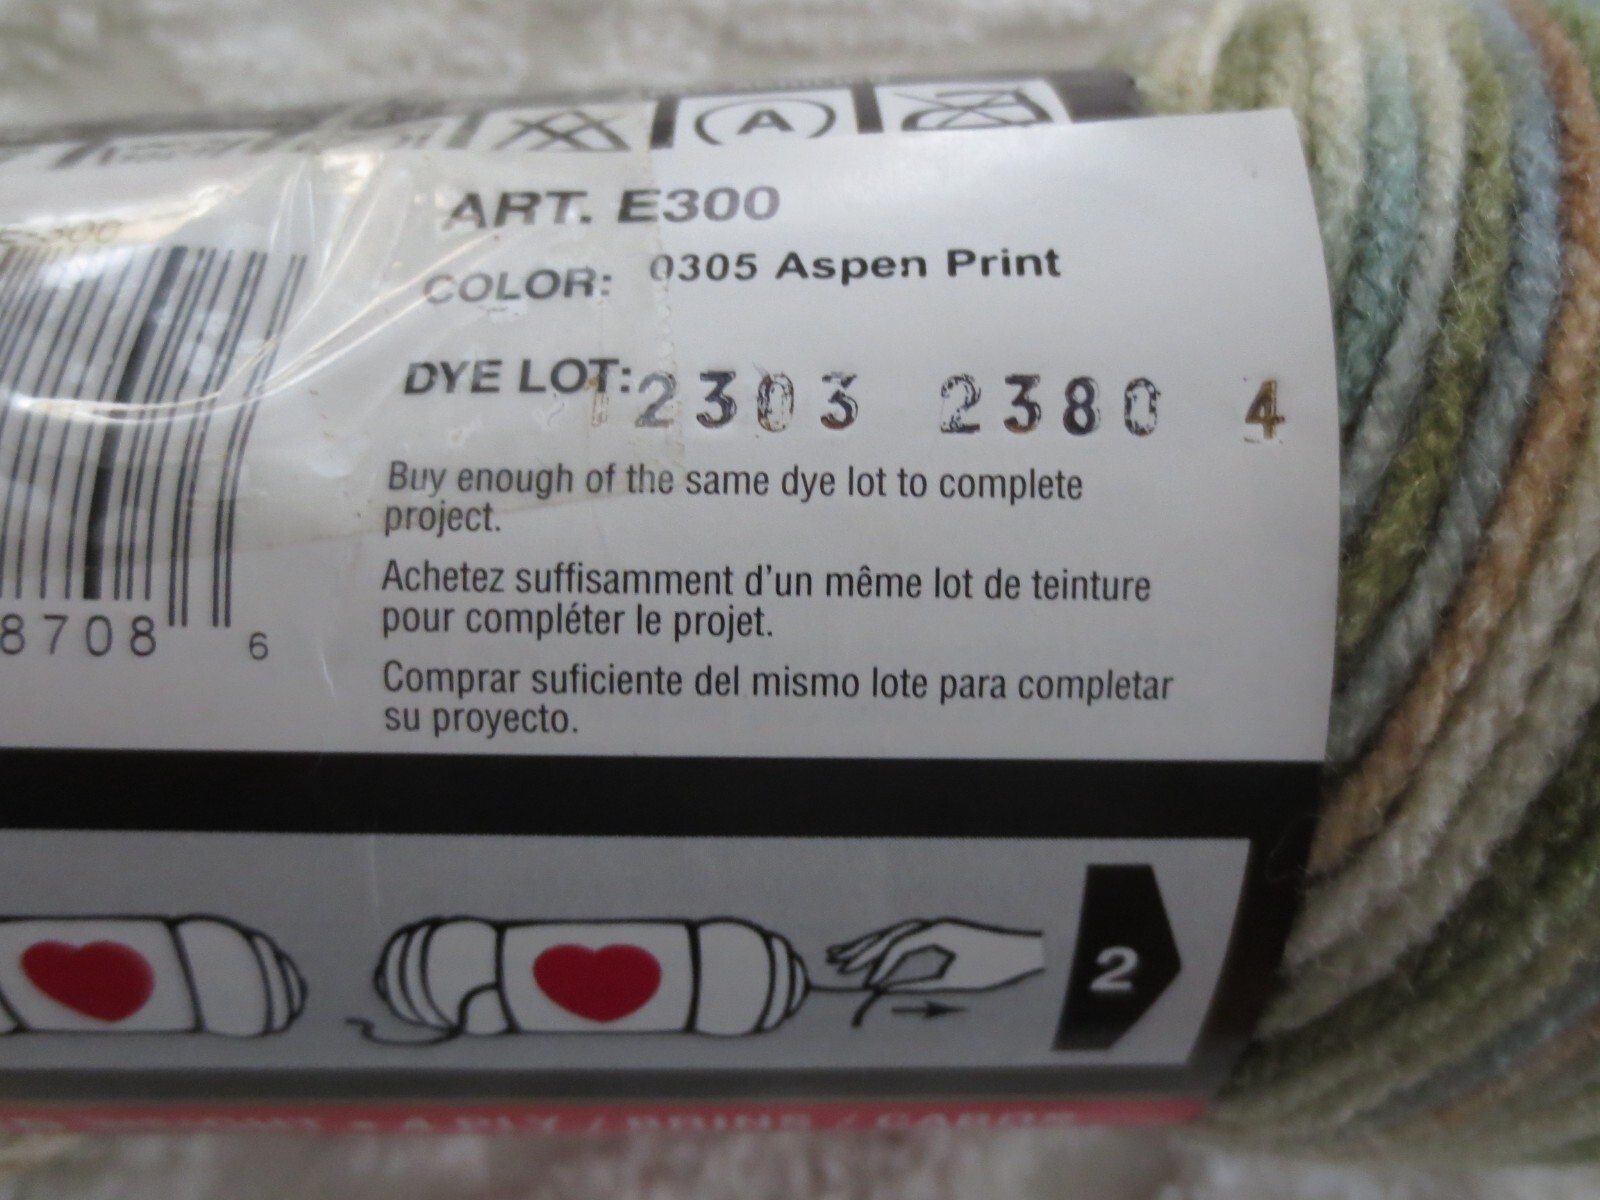 (A)
ART. E300
COLOR: 0305 Aspen Print
DYE LOT: 2303 2380 4
Buy enough of the same dye lot to complete
project.
Achetez suffisamment d'un même lot de teinture
pour compléter le projet.
Comprar suficiente del mismo lote para completar
su proyecto.
8708 6
2